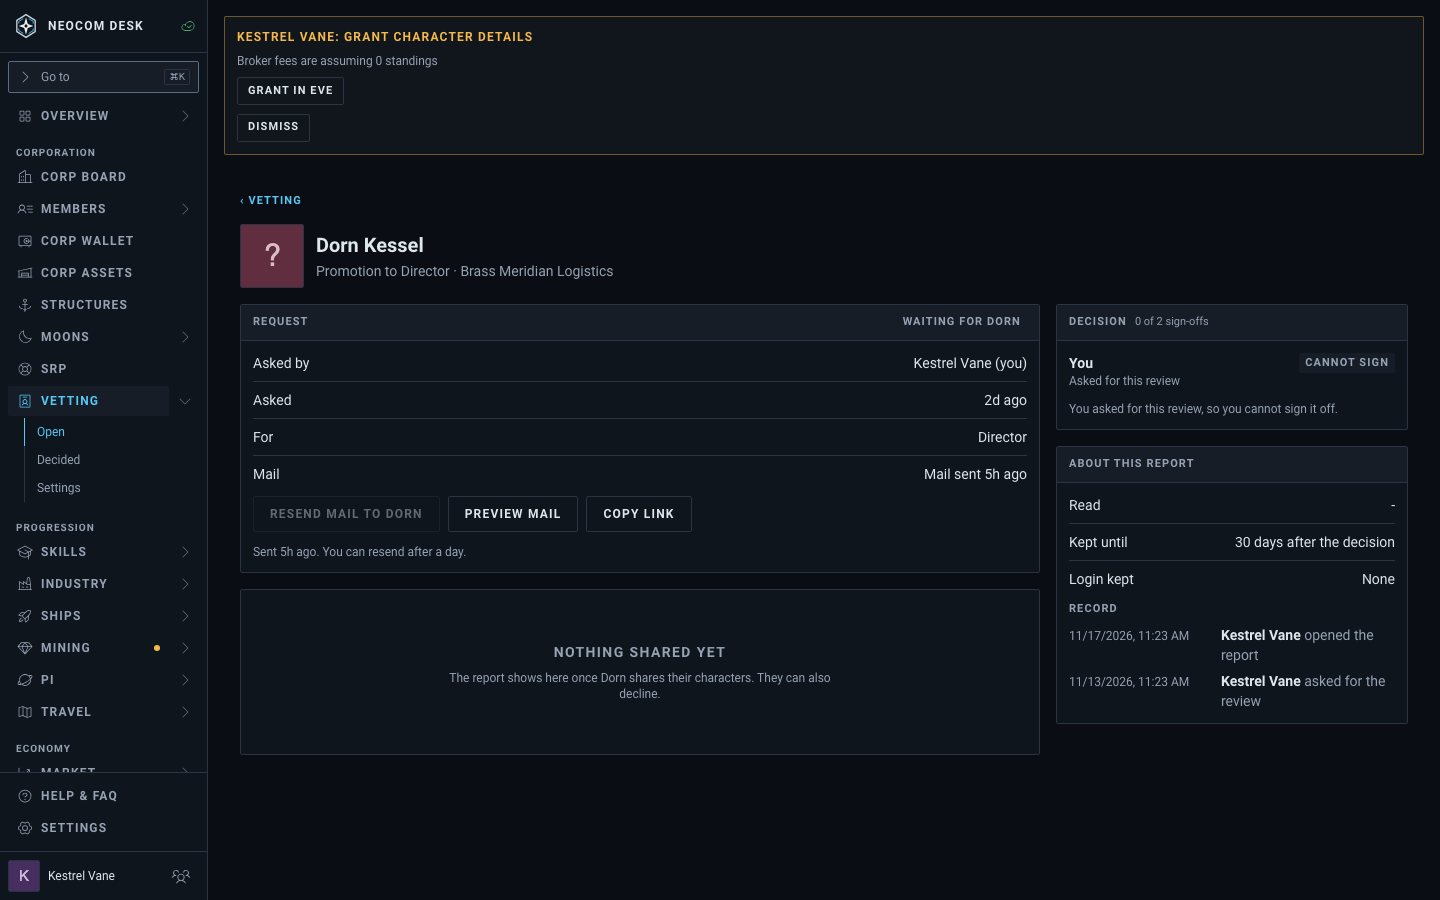 NEOCOM DESK
Go to
⌘K
OVERVIEW
CORPORATION
CORP BOARD
MEMBERS
CORP WALLET
CORP ASSETS
STRUCTURES
MOONS
SRP
VETTING
Open
Decided
Settings
PROGRESSION
SKILLS
INDUSTRY
SHIPS
MINING
PI
TRAVEL
ECONOMY
MARKET
HELP & FAQ
SETTINGS
K
Kestrel Vane
KESTREL VANE: GRANT CHARACTER DETAILS
Broker fees are assuming 0 standings
GRANT IN EVE
DISMISS
‹ VETTING
?
Dorn Kessel
Promotion to Director · Brass Meridian Logistics
REQUEST WAITING FOR DORN
Asked by Kestrel Vane (you)
Asked 2d ago
For Director
Mail Mail sent 5h ago
RESEND MAIL TO DORN PREVIEW MAIL COPY LINK
Sent 5h ago. You can resend after a day.
NOTHING SHARED YET
The report shows here once Dorn shares their characters. They can also
decline.
DECISION 0 of 2 sign-offs
You CANNOT SIGN
Asked for this review
You asked for this review, so you cannot sign it off.
ABOUT THIS REPORT
Read -
Kept until 30 days after the decision
Login kept None
RECORD
11/17/2026, 11:23 AM Kestrel Vane opened the
report
11/13/2026, 11:23 AM Kestrel Vane asked for the
review